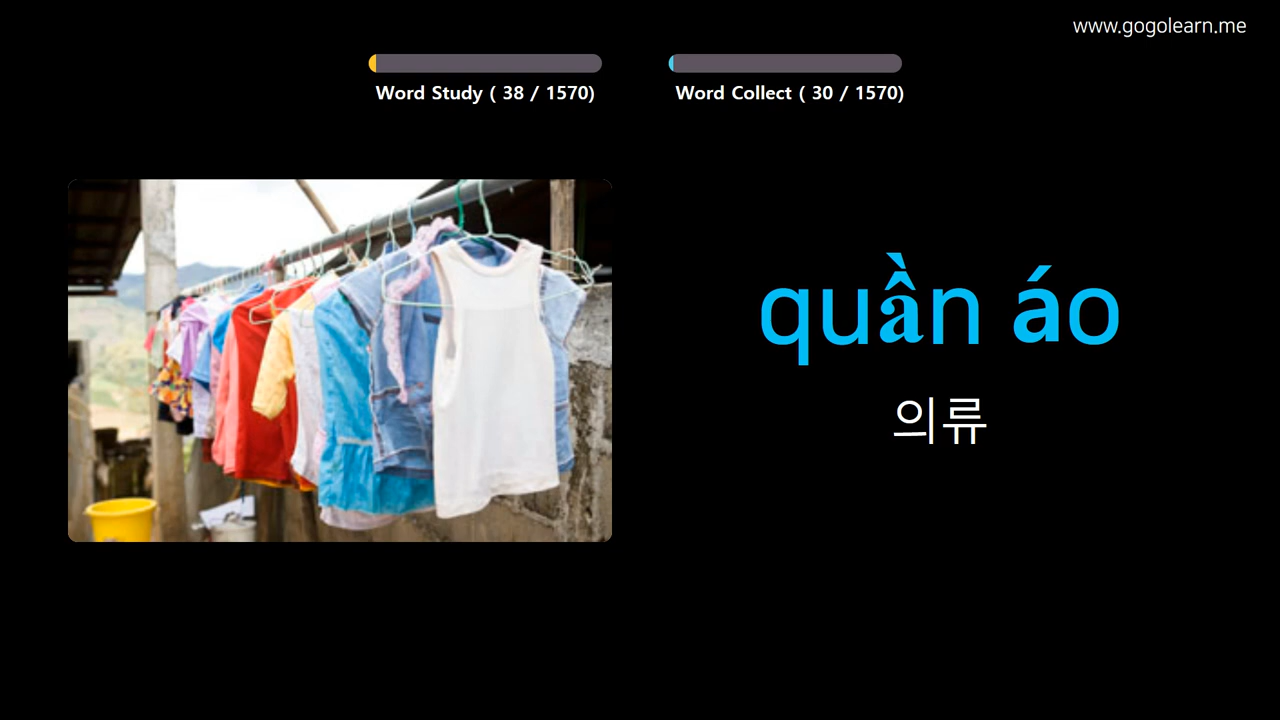 www.gogolearn.me
Word Study ( 38 / 1570)
Word Collect ( 30 / 1570)
quần áo
의류